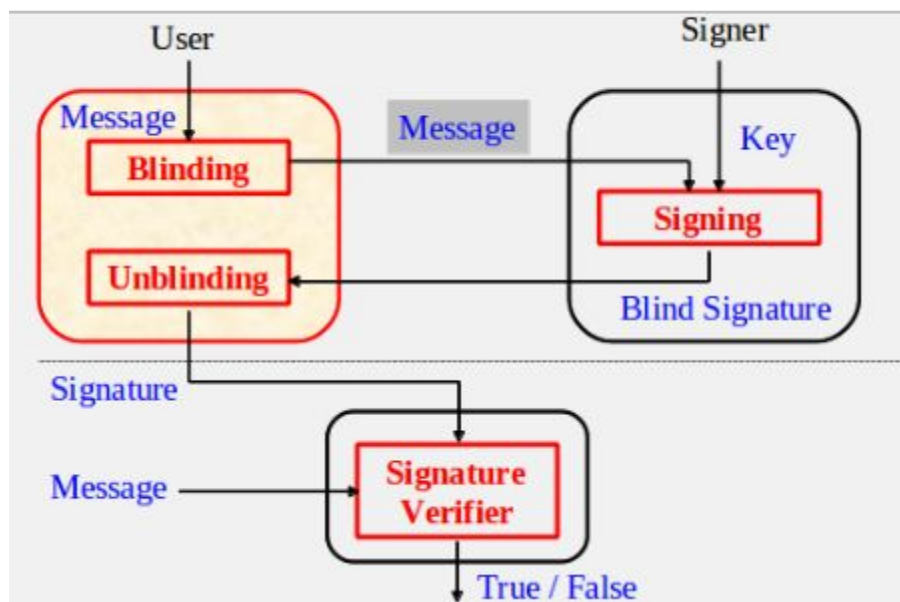 User
Signer
Message
Message
Key
Blinding
Signing
Unblinding
Blind Signature
Signature
Signature
Verifier
Message
True / False